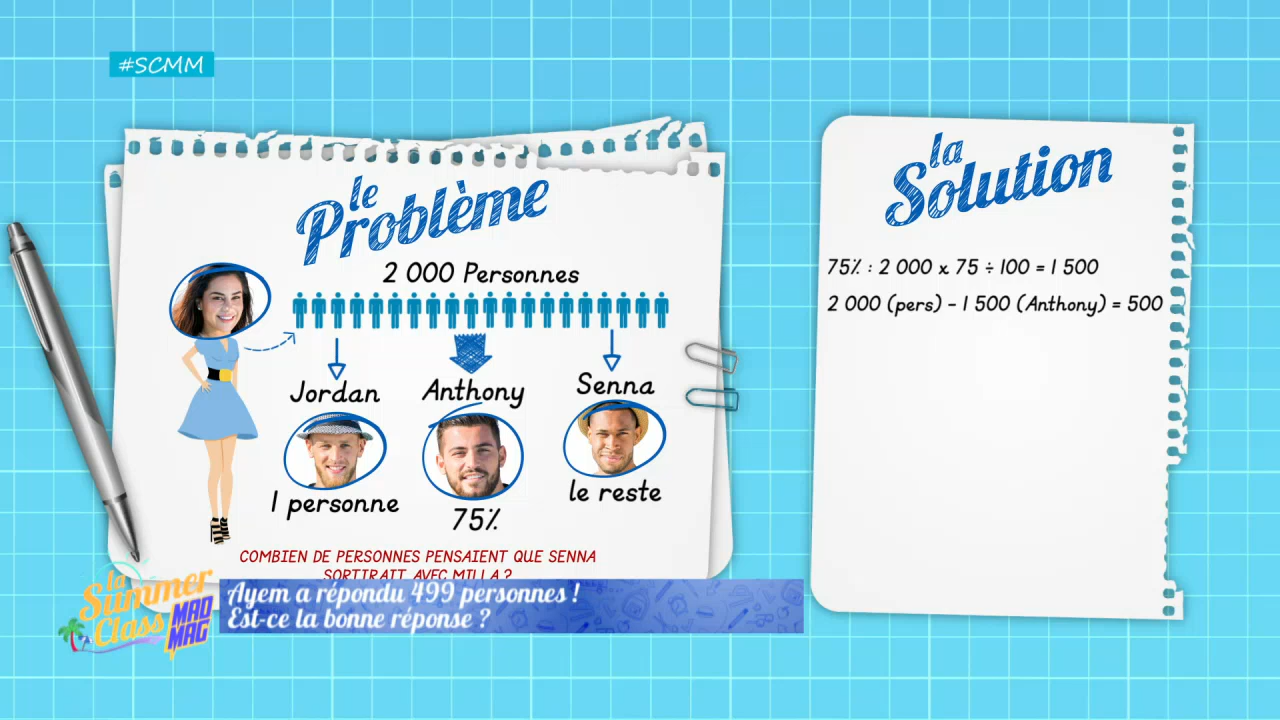 #SCMM
le
Problème
2 000 Personnes
Jordan
Anthony
Senna
1 personne
75%
le reste
COMBIEN DE PERSONNES PENSAIENT QUE SENNA
SORTIRAIT AVEC MILLA ?
la
Solution
75% : 2 000 x 75 ÷ 100 = 1 500
2 000 (pers) – 1 500 (Anthony) = 500
la
Summer
Class
MAD
MAG
Ayem a répondu 499 personnes !
Est-ce la bonne réponse ?